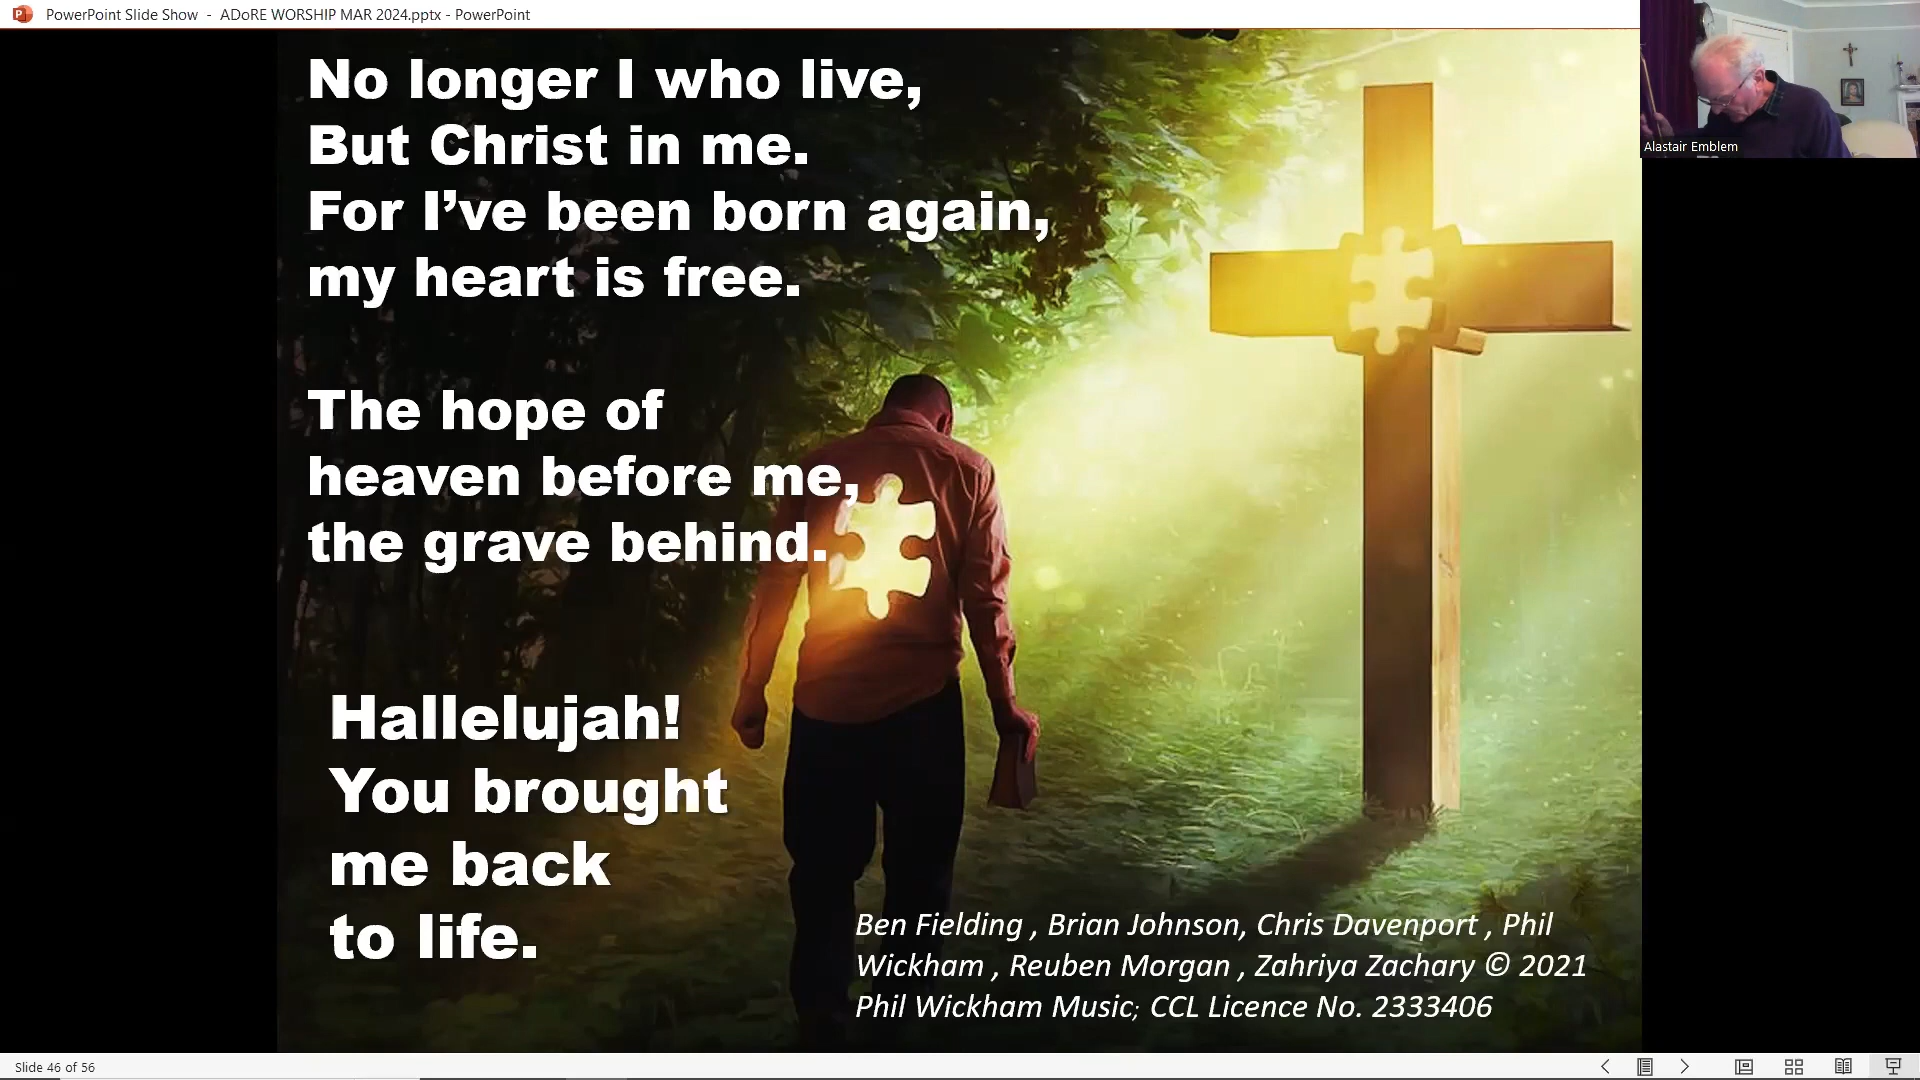 PowerPoint Slide Show - ADoRE WORSHIP MAR 2024.pptx - PowerPoint
No longer I who live,
But Christ in me.
For I’ve been born again,
my heart is free.
The hope of
heaven before me,
the grave behind.
Hallelujah!
You brought
me back
to life.
Ben Fielding , Brian Johnson, Chris Davenport , Phil
Wickham , Reuben Morgan , Zahriya Zachary © 2021
Phil Wickham Music; CCL Licence No. 2333406
Alastair Emblem
Slide 46 of 56